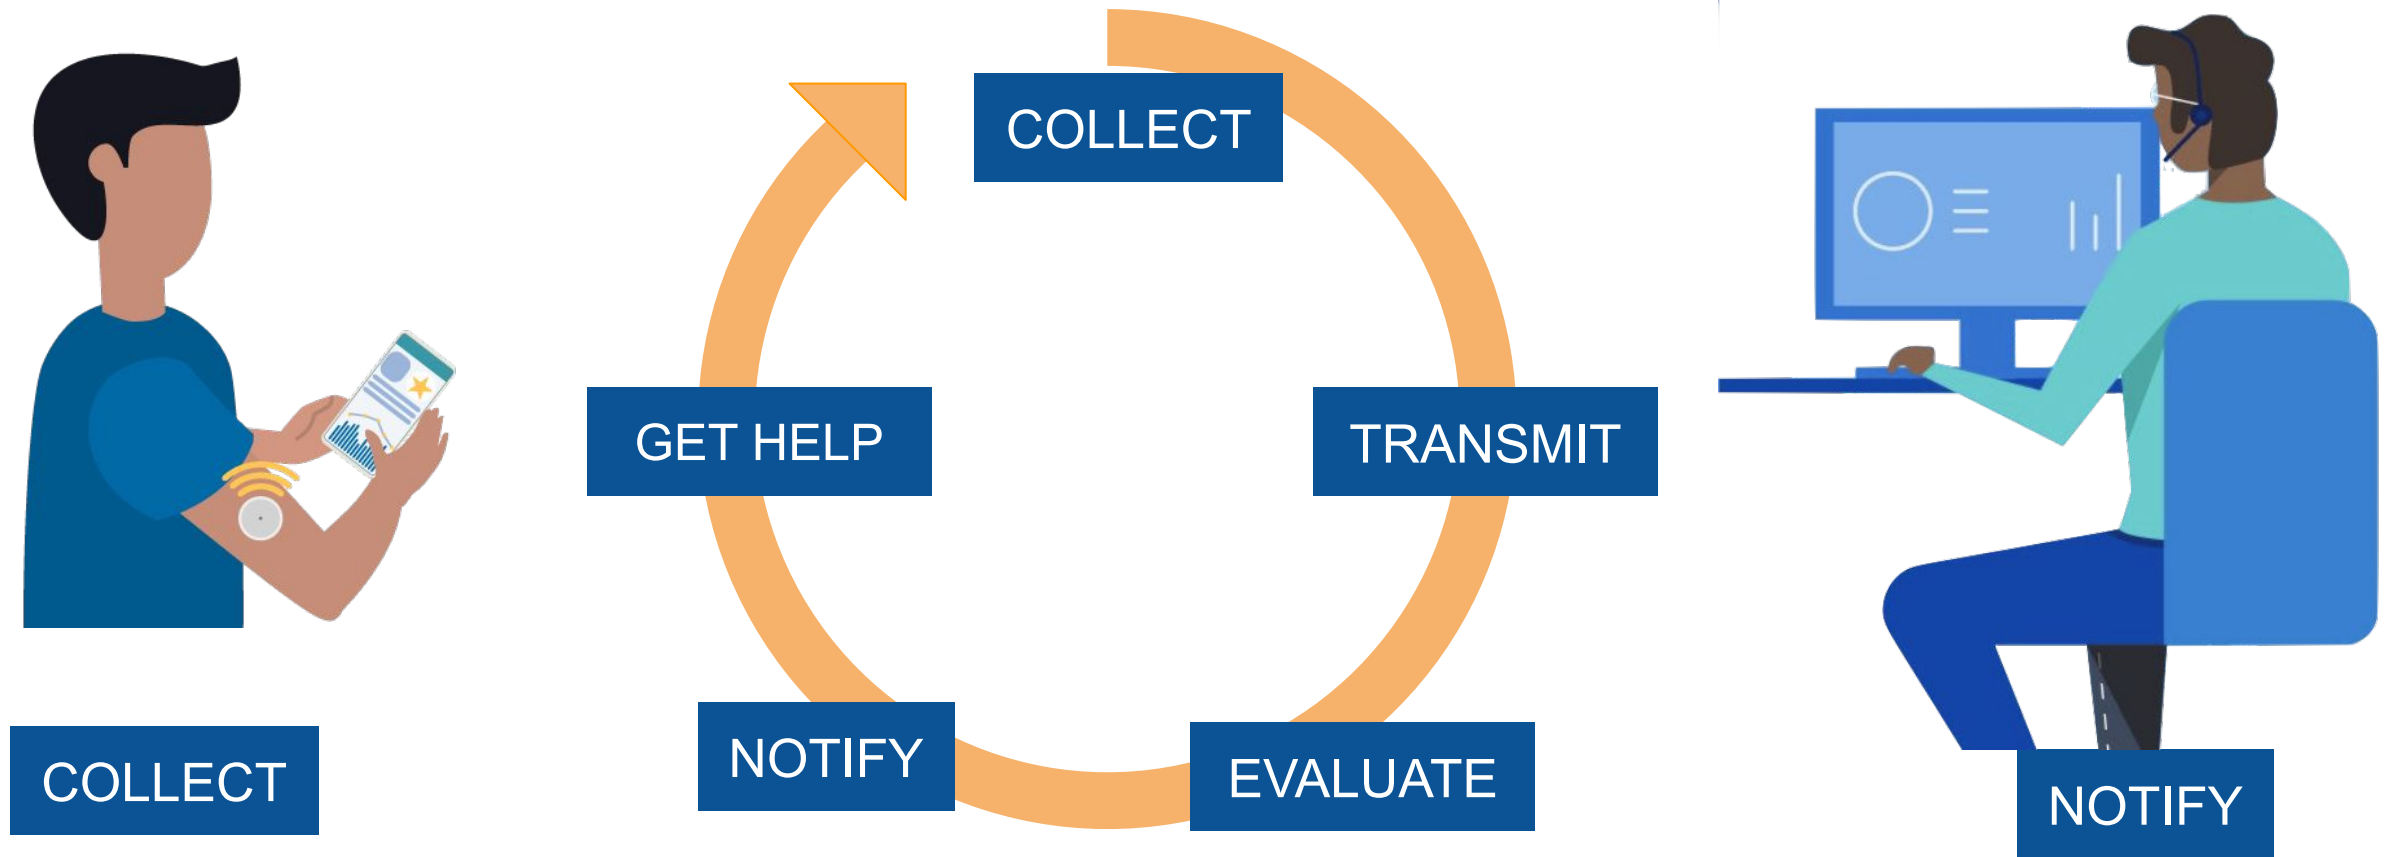 COLLECT
TRANSMIT
EVALUATE
NOTIFY
GET HELP
COLLECT
NOTIFY